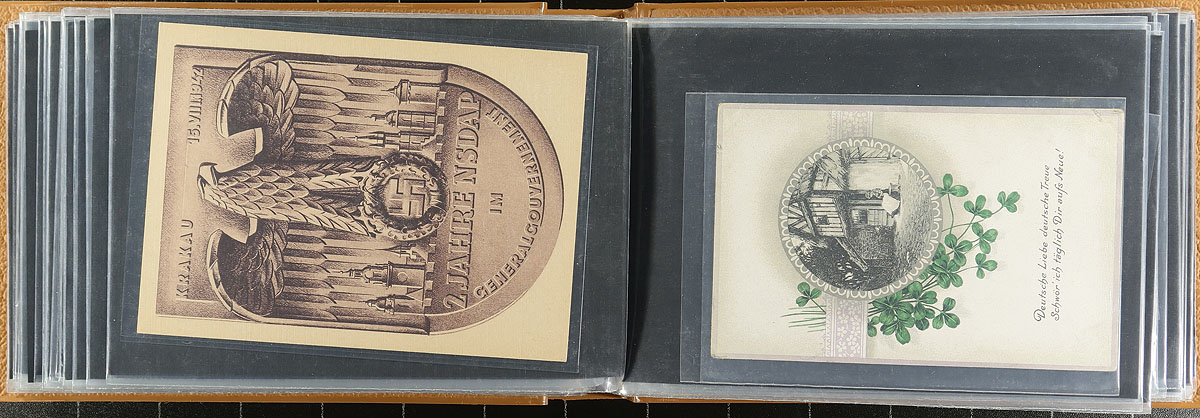 KRAKAU 15.VIII.1942
2 JAHRE NSDAP
IM
GENERALGOUVERNEMENT
Deutsche Liebe deutsche Treue
Schwör' ich täglich Dir aufs Neue!